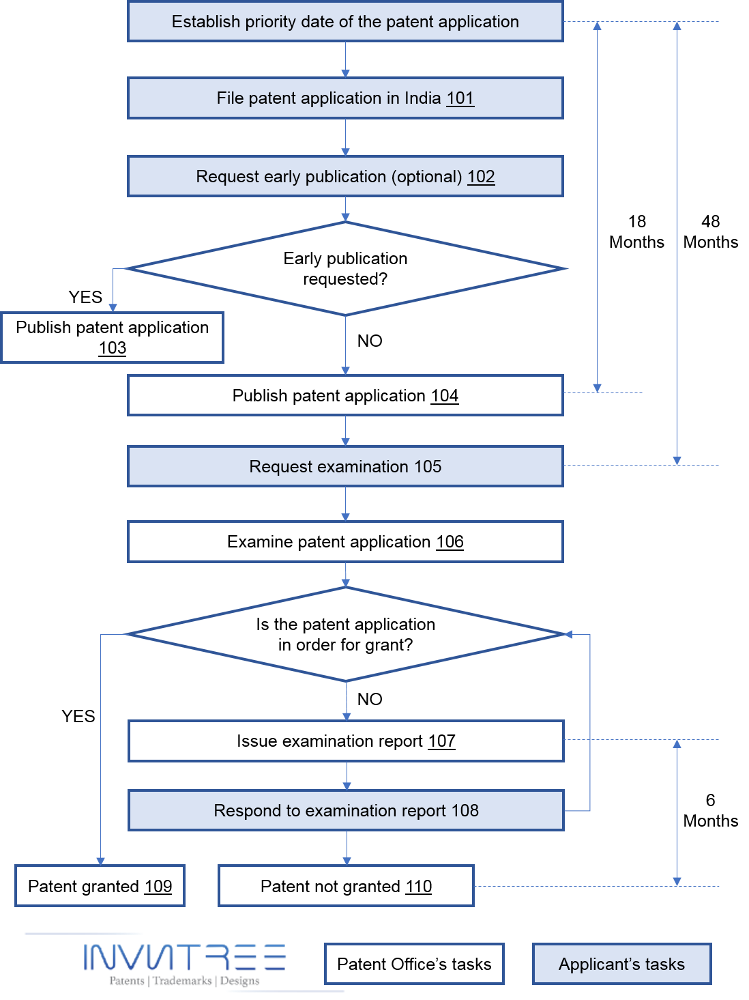 Establish priority date of the patent application
File patent application in India 101
Request early publication (optional) 102
18
Months
48
Months
Early publication
requested?
YES
Publish patent application
103
NO
Publish patent application 104
Request examination 105
Examine patent application 106
Is the patent application
in order for grant?
NO
YES
Issue examination report 107
Respond to examination report 108
6
Months
Patent granted 109
Patent not granted 110
INVNTREE
Patents | Trademarks | Designs
Patent Office's tasks
Applicant's tasks